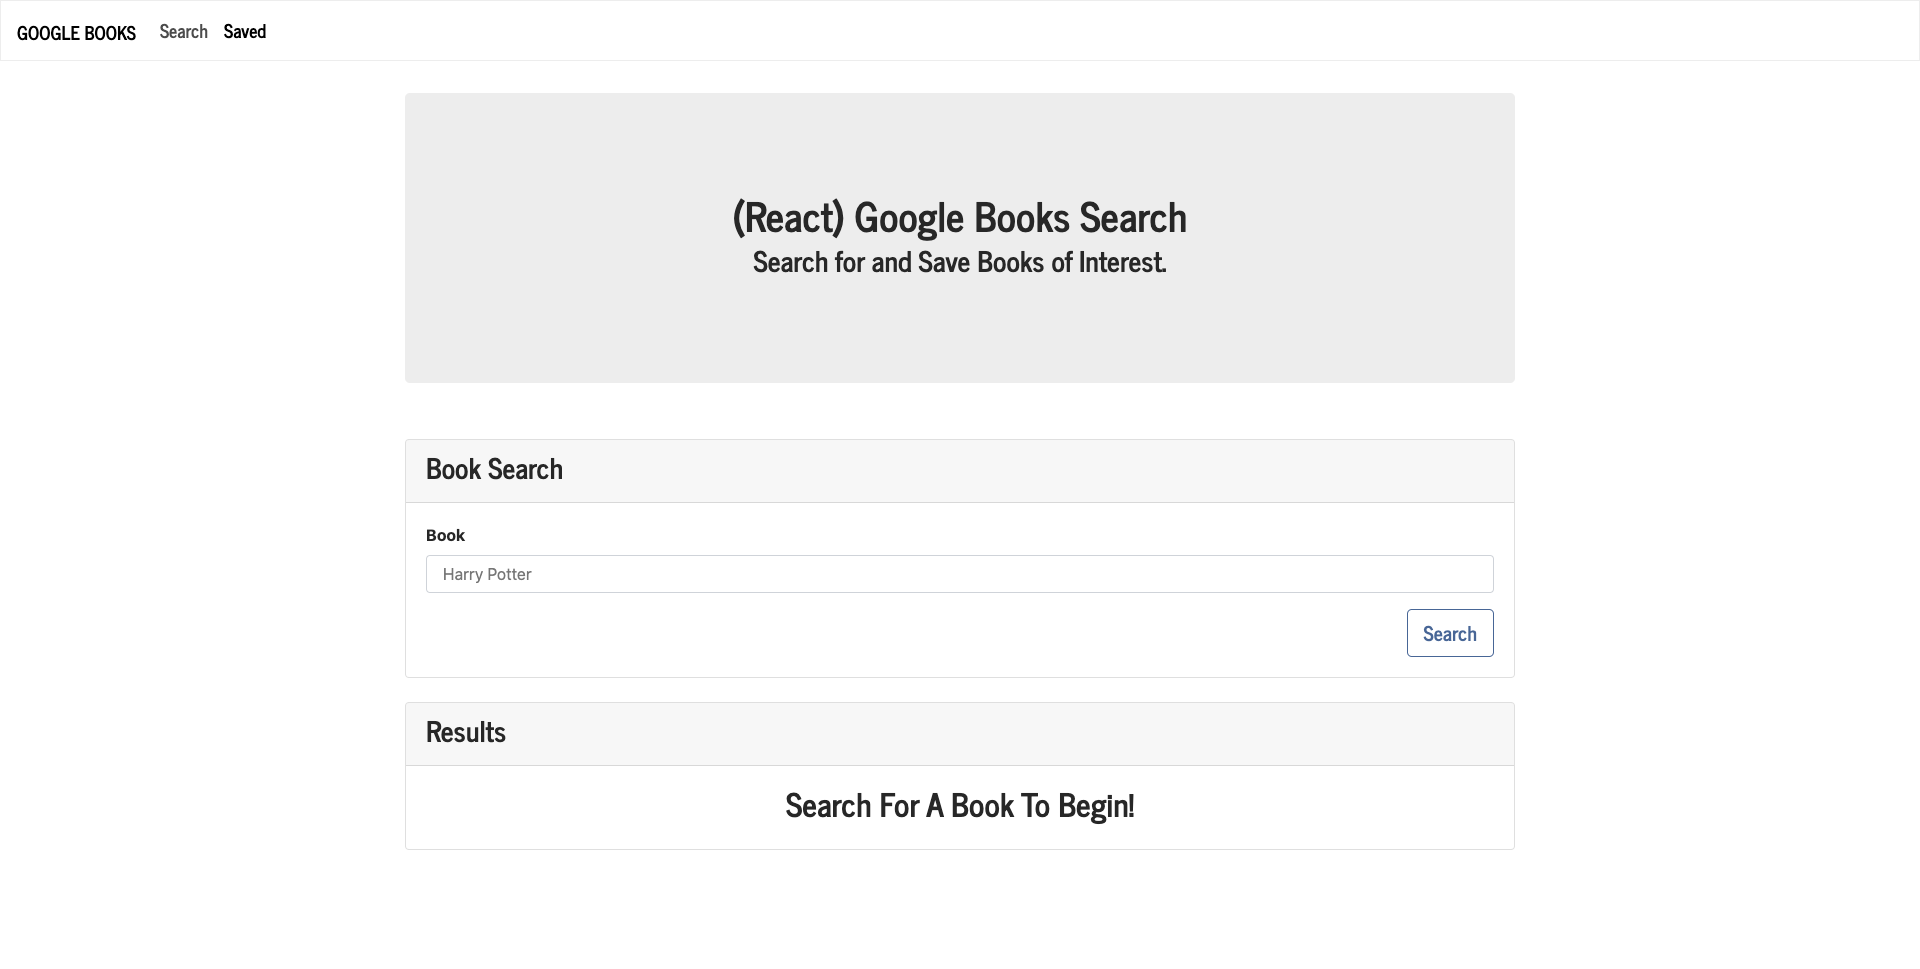 GOOGLE BOOKS Search Saved
(React) Google Books Search
Search for and Save Books of Interest.
Book Search
Book
Harry Potter
Search
Results
Search For A Book To Begin!